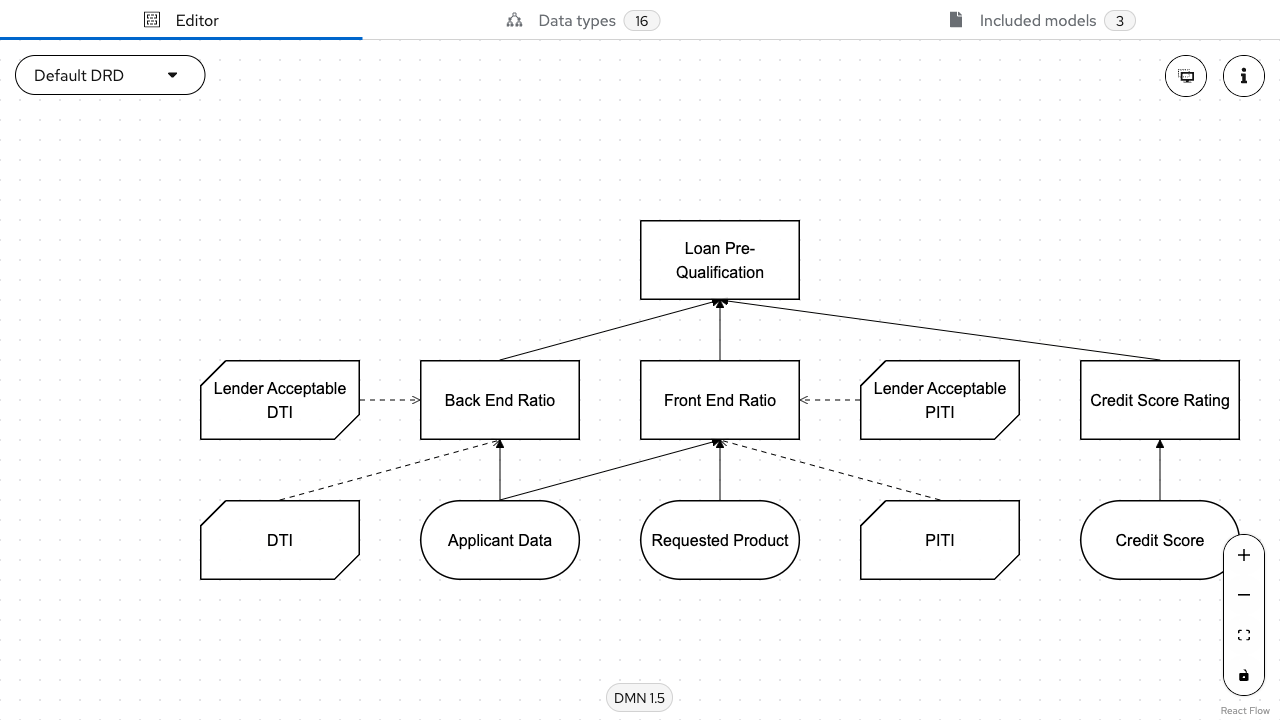 Editor
Data types 16
Included models 3
Default DRD
Loan Pre-
Qualification
Lender Acceptable
DTI
Back End Ratio
Front End Ratio
Lender Acceptable
PITI
Credit Score Rating
DTI
Applicant Data
Requested Product
PITI
Credit Score
DMN 1.5
React Flow